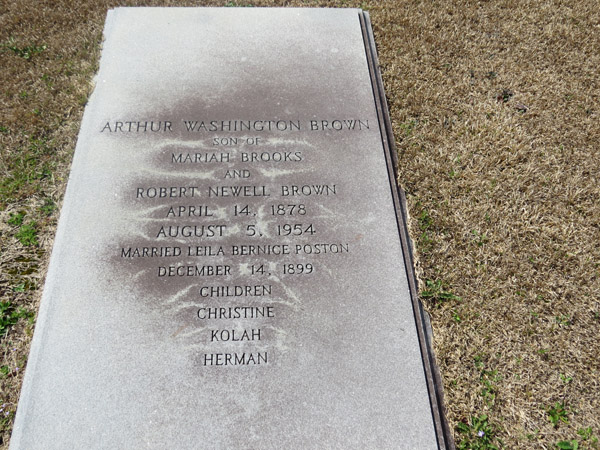 ARTHUR WASHINGTON BROWN
SON OF
MARIAH BROOKS
AND
ROBERT NEWELL BROWN
APRIL 14, 1878
AUGUST 5, 1954
MARRIED LEILA BERNICE POSTON
DECEMBER 14, 1899
CHILDREN
CHRISTINE
KOLAH
HERMAN